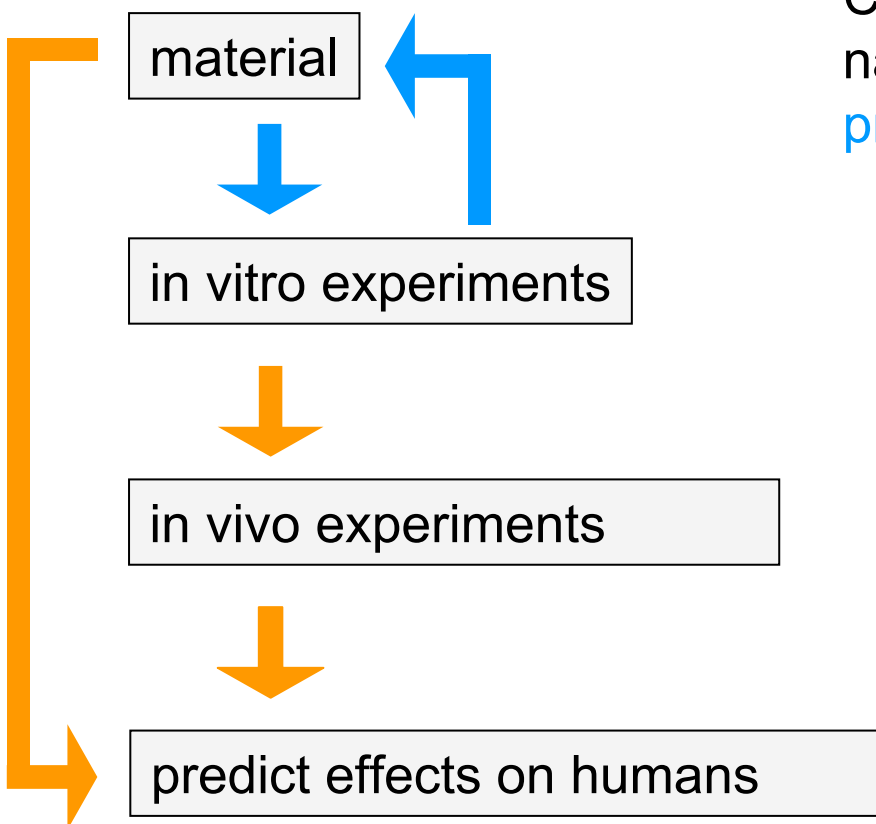 material
in vitro experiments
in vivo experiments
predict effects on humans